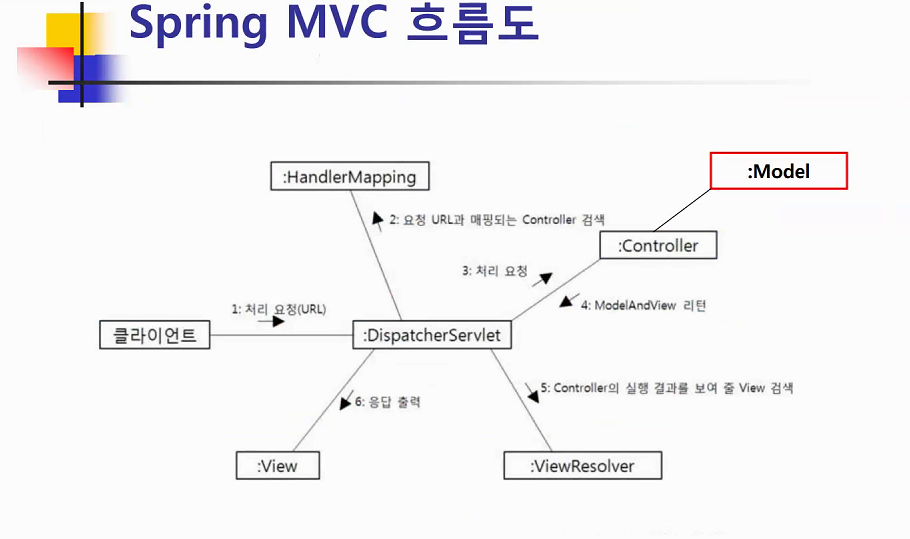 Spring MVC 흐름도
:Model
:HandlerMapping
2: 요청 URL과 매핑되는 Controller 검색
:Controller
3: 처리 요청
4: ModelAndView 리턴
1: 처리 요청(URL)
클라이언트
:DispatcherServlet
5: Controller의 실행 결과를 보여 줄 View 검색
6: 응답 출력
:View
:ViewResolver